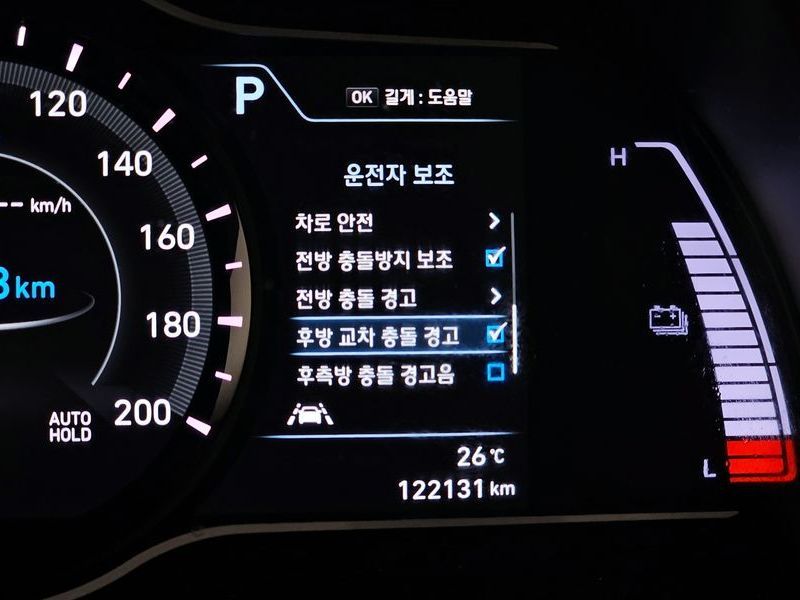 120
140
160
180
200
-- km/h
8 km
AUTO
HOLD
P
OK 길게 : 도움말
운전자 보조
차로 안전
전방 충돌방지 보조
전방 충돌 경고
후방 교차 충돌 경고
후측방 충돌 경고음
26℃
122131 km
H
L